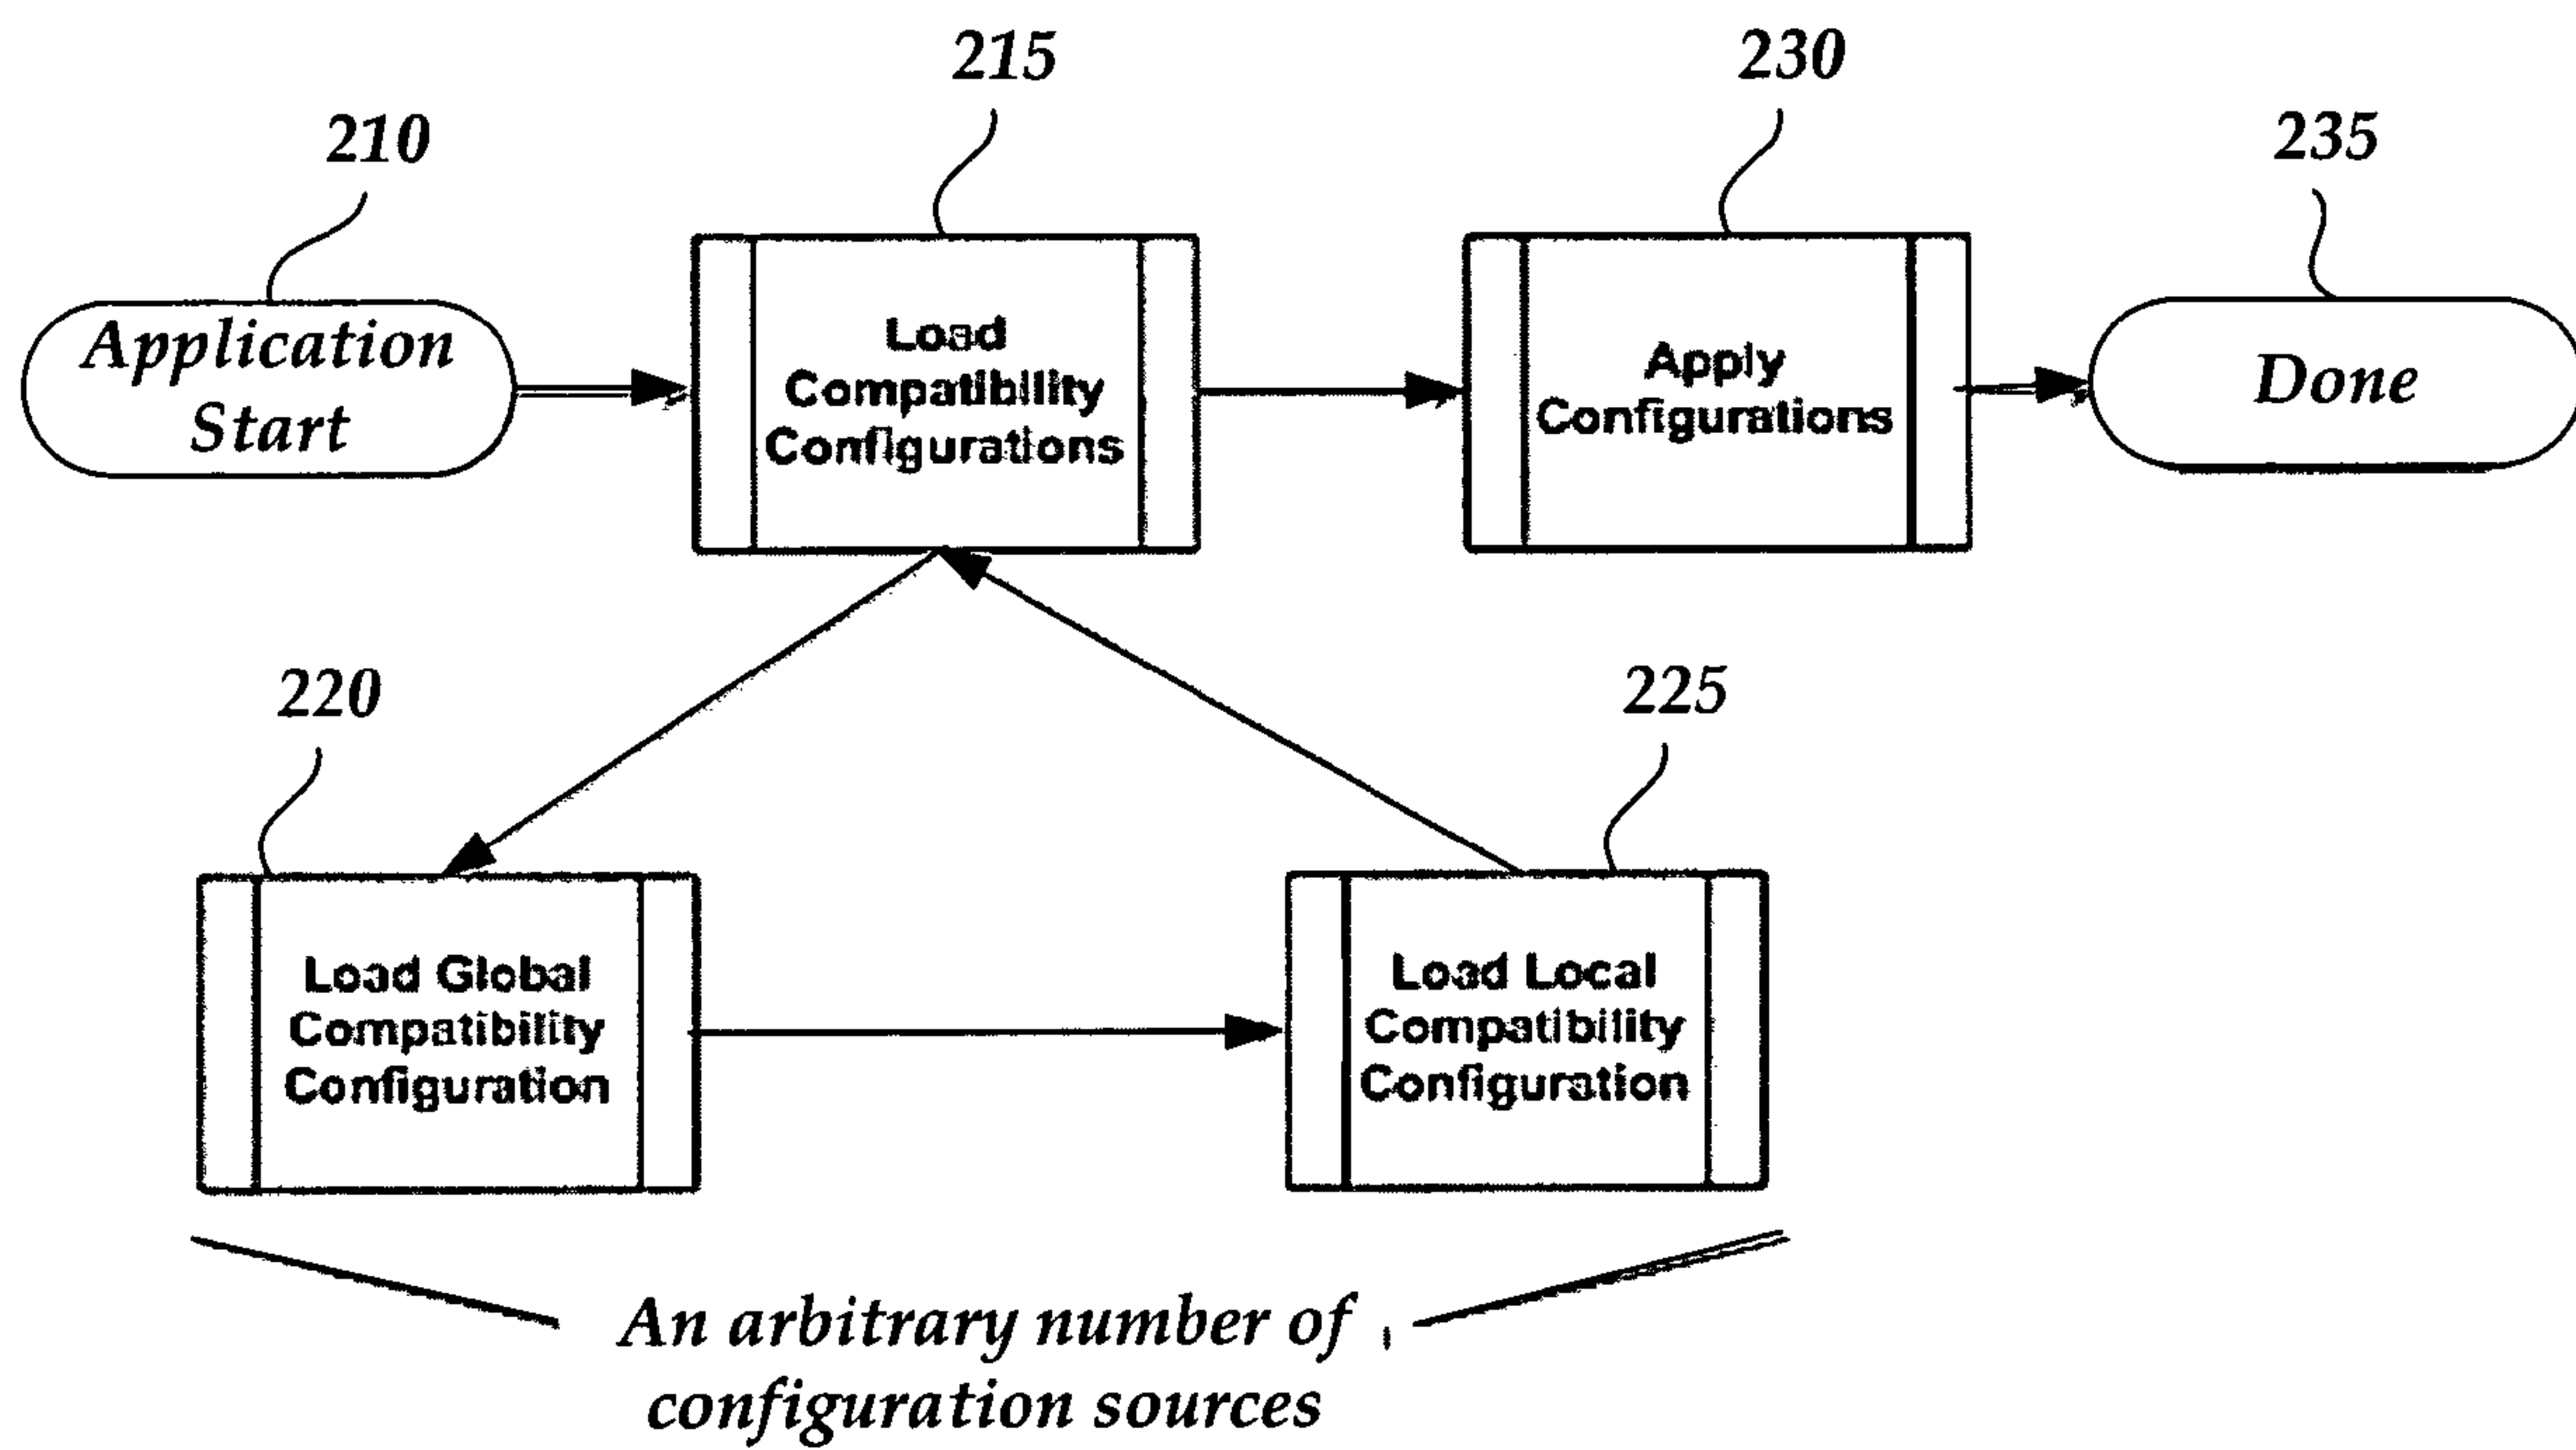 215
230
210
235
Application
Start
Load
Compatibility
Configurations
Apply
Configurations
Done
220
225
Load Global
Compatibility
Configuration
Load Local
Compatibility
Configuration
An arbitrary number of
configuration sources